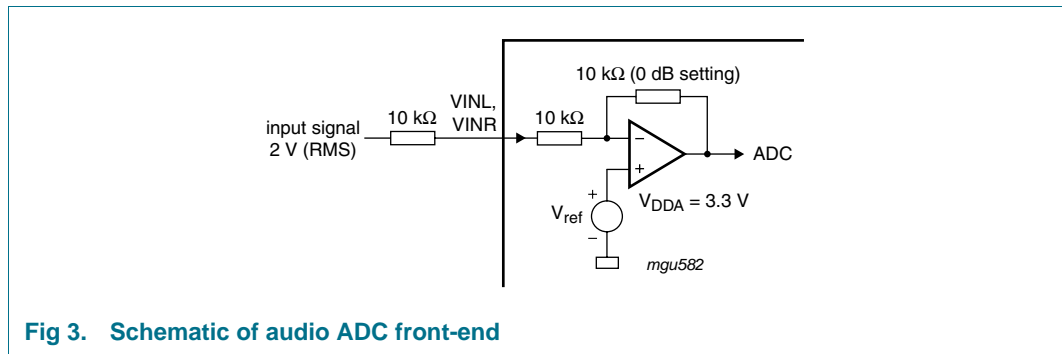 10 kΩ (0 dB setting)
VINL,
VINR
10 kΩ
10 kΩ
input signal
2 V (RMS)
−
+
ADC
V_DDA = 3.3 V
+
V_ref
−
mgu582
Fig 3. Schematic of audio ADC front-end